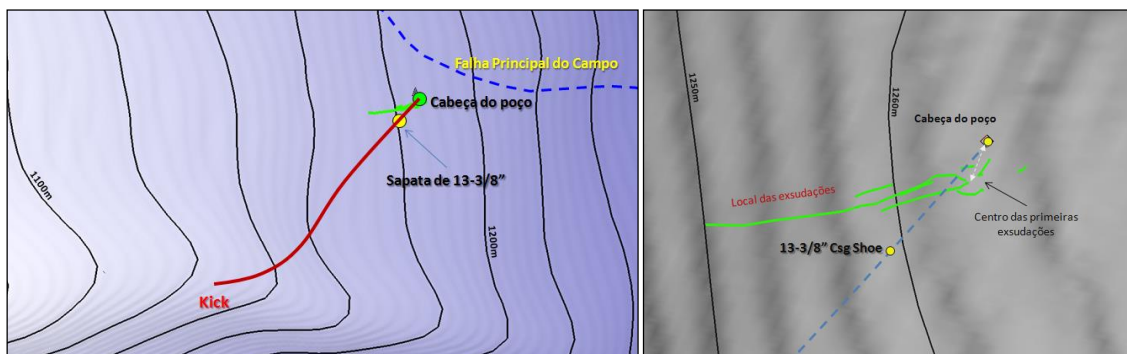 Falha Principal do Campo
Cabeça do poço
Sapata de 13-3/8"
1100m
1200m
Kick
1250m
1260m
Cabeça do poço
Local das exsudações
Centro das primeiras
exsudações
13-3/8" Csg Shoe